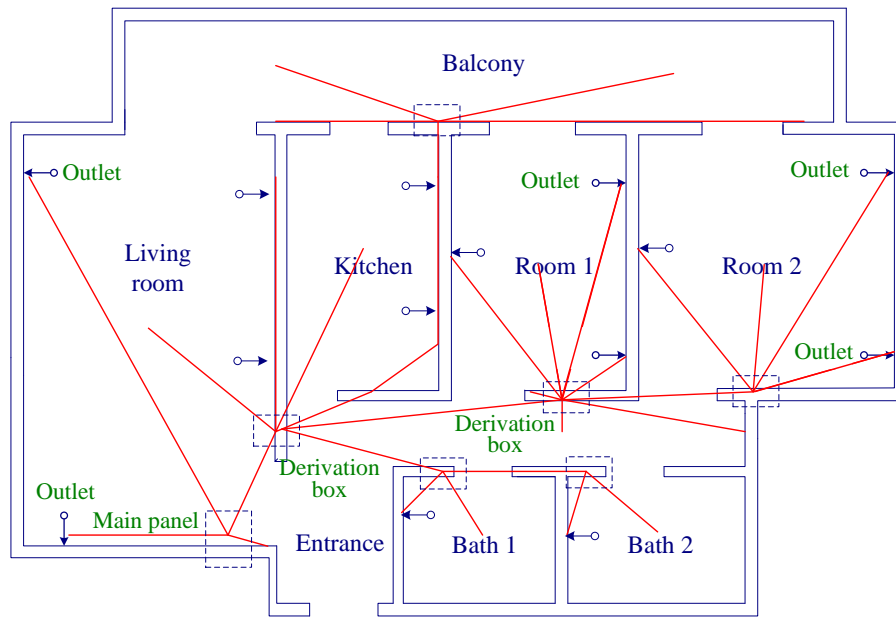 Balcony
Outlet
Outlet
Outlet
Living
room
Kitchen
Room 1
Room 2
Outlet
Derivation
box
Derivation
box
Outlet
Main panel
Entrance
Bath 1
Bath 2